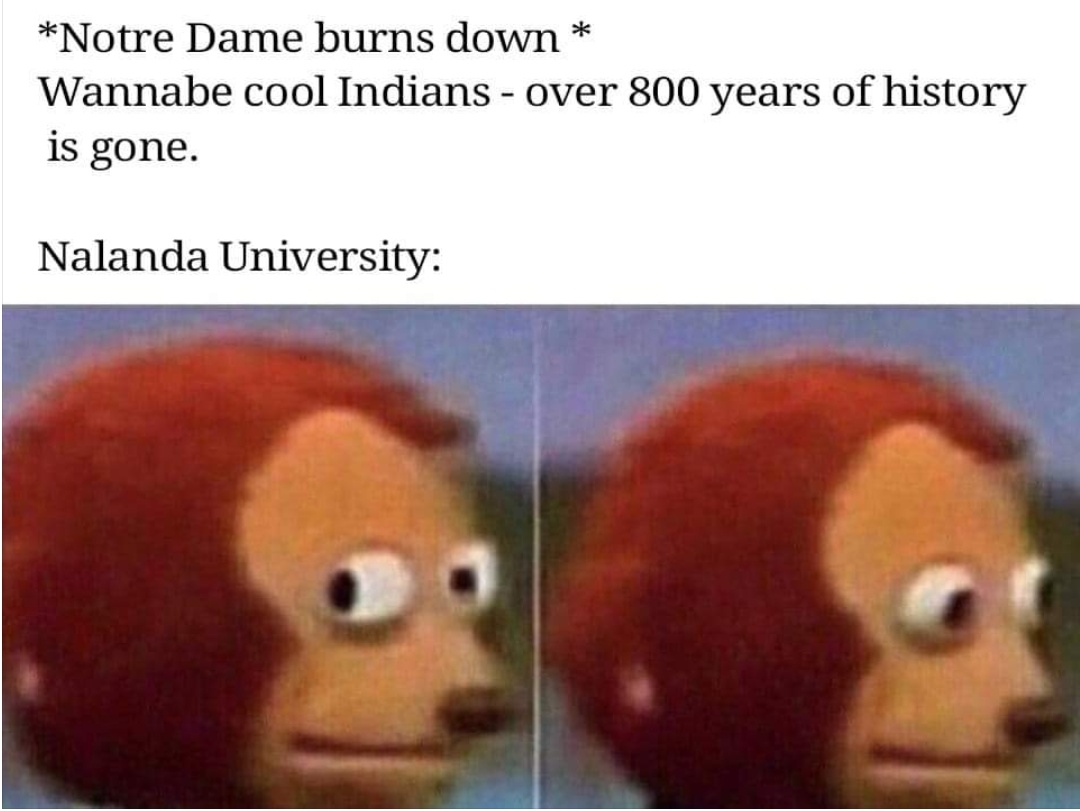 *Notre Dame burns down *
Wannabe cool Indians - over 800 years of history
is gone.
Nalanda University: